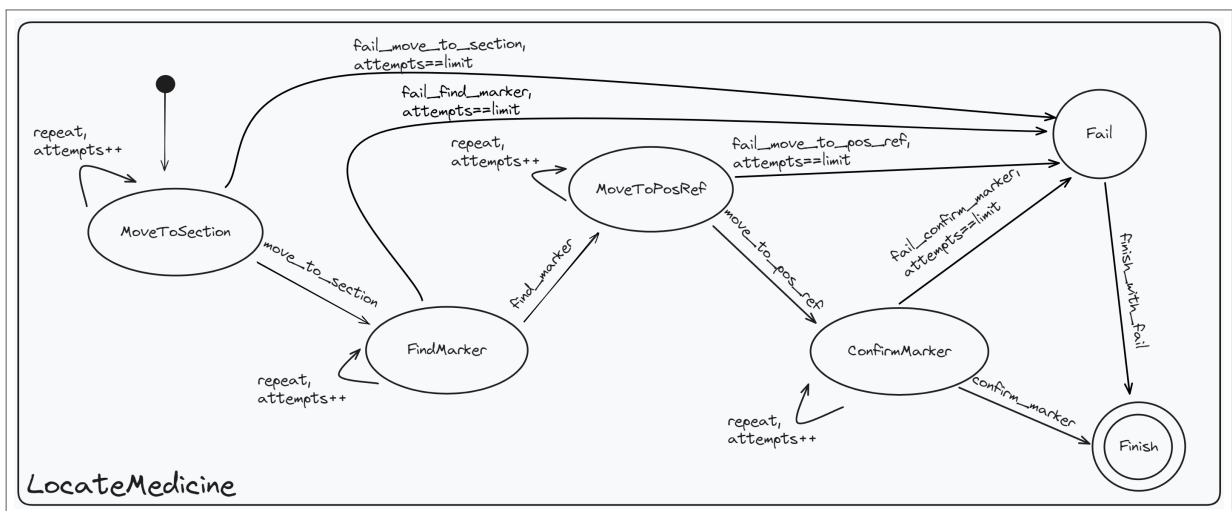 fail_move_to_section,
attempts==limit
fail_find_marker,
attempts==limit
repeat,
attempts++
repeat,
attempts++
fail_move_to_pos_ref,
attempts==limit
Fail
MoveToSection
MoveToPosRef
fail_confirm_marker,
attempts==limit
move_to_section
find_marker
move_to_pos_ref
finish_with_fail
FindMarker
ConfirmMarker
repeat,
attempts++
repeat,
attempts++
confirm_marker
Finish
LocateMedicine